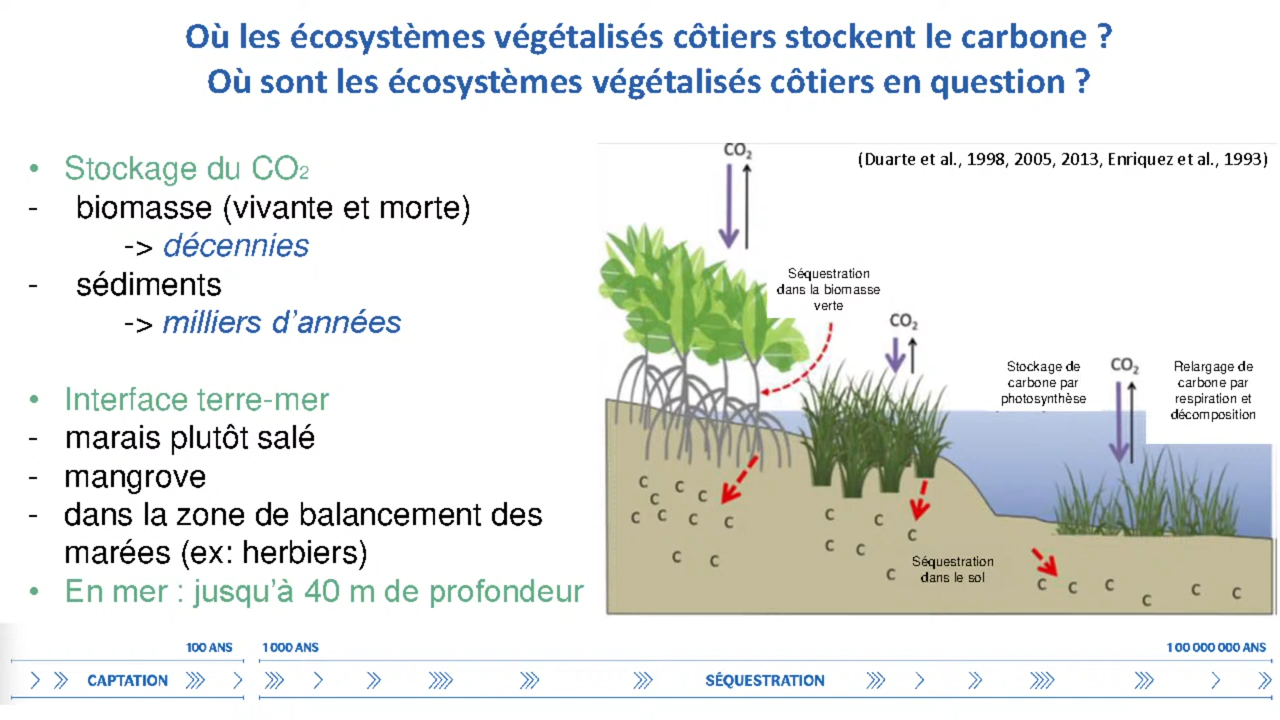 Où les écosystèmes végétalisés côtiers stockent le carbone ?
Où sont les écosystèmes végétalisés côtiers en question ?
• Stockage du CO2
- biomasse (vivante et morte)
-> décennies
- sédiments
-> milliers d'années
• Interface terre-mer
- marais plutôt salé
- mangrove
- dans la zone de balancement des
marées (ex: herbiers)
• En mer : jusqu'à 40 m de profondeur
CO2
(Duarte et al., 1998, 2005, 2013, Enriquez et al., 1993)
Séquestration
dans la biomasse
verte
CO2
Stockage de
carbone par
photosynthèse
CO2
Relargage de
carbone par
respiration et
décomposition
C C C C C C C C C C
C C C C C C
Séquestration
dans le sol
C C C C C C
100 ANS
1 000 ANS
1 00 000 000 ANS
CAPTATION
SÉQUESTRATION